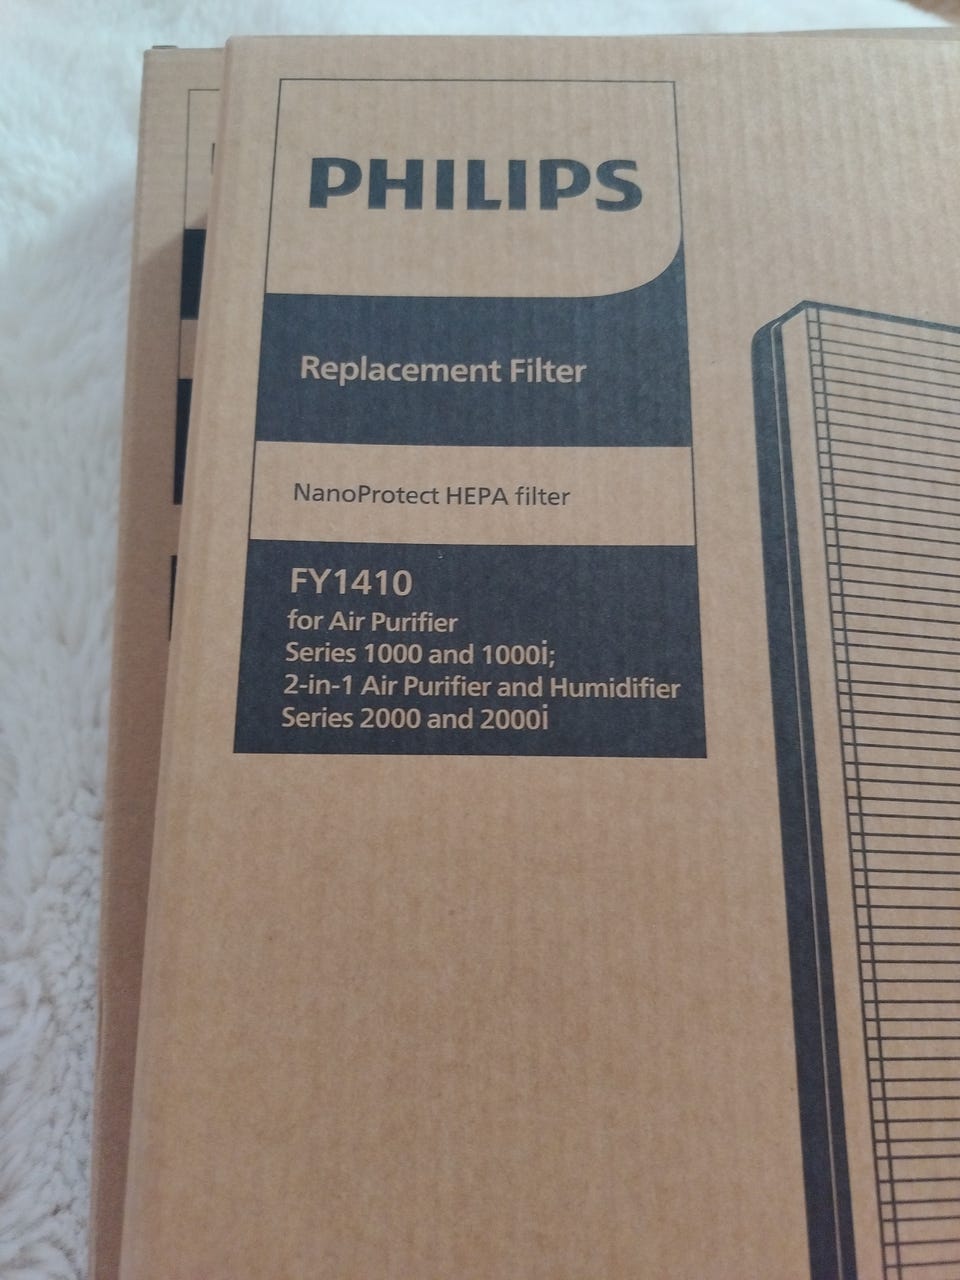 PHILIPS
Replacement Filter
NanoProtect HEPA filter
FY1410
for Air Purifier
Series 1000 and 1000i;
2-in-1 Air Purifier and Humidifier
Series 2000 and 2000i